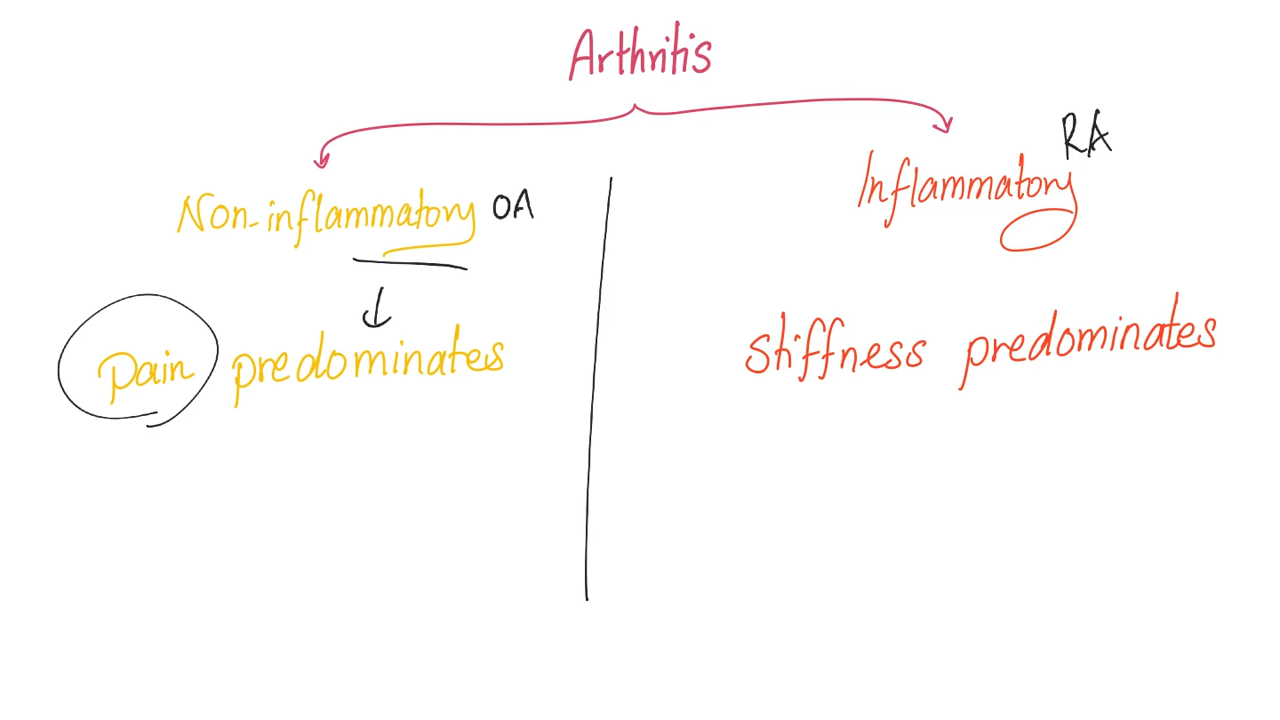 Arthritis
Non-inflammatory OA
Inflammatory RA
Pain predominates
Stiffness predominates